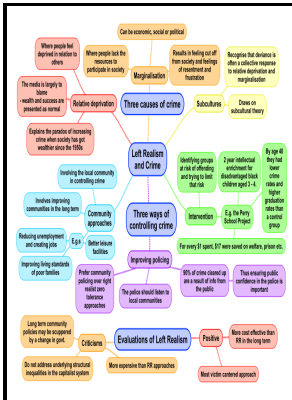 Can be economic, social or political
Where people feel
deprived in relation to
others
Where people lack the
resources to
participate in society
Results in feeling cut off
from society and feelings
of resentment and
frustration
Recognise that deviance is
often a collective response
to relative deprivation and
marginalisation
Marginalisation
The media is largely to
blame
- wealth and success are
presented as normal
Relative deprivation
Three causes of crime
Subcultures
Draws on
subcultural theory
Explains the paradox of increasing
crime when society has got
wealthier since the 1950s
Left Realism
and Crime
Involving the local community
in controlling crime
Identifying groups
at risk of offending
and trying to limit
that risk
2 year intellectual
enrichment for
disadvantaged black
children aged 3 - 4.
By age 40
they had
lower
crime
rates and
higher
graduation
rates than
a control
group
Involves improving
communities in the long term
Community
approaches
Three ways of
controlling crime
Intervention
E.g. the Perry
School Project
Reducing unemployment
and creating jobs
E.g.s
Better leisure
facilities
For every $1 spent, $17 were saved on welfare, prison etc.
Improving living standards
of poor families
Improving policing
Prefer community
policing over right
realist zero
tolerance
approaches
The police should listen to
local communities
90% of crime cleared up
are a result of info from
the public
Thus ensuring public
confidence in the police is
important
Long term community
policies may be scuppered
by a change in govt.
Criticisms
Evaluations of Left Realism
Positive
More cost effective than
RR in the long term
Do not address underlying structural
inequalities in the capitalist system
More expensive than RR approaches
Most victim centered approach